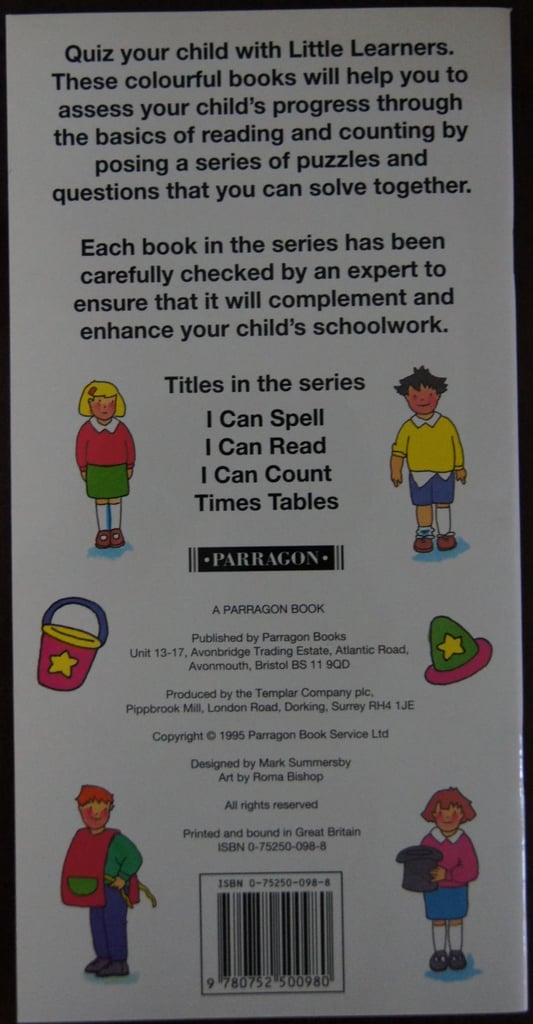 Quiz your child with Little Learners.
These colourful books will help you to
assess your child's progress through
the basics of reading and counting by
posing a series of puzzles and
questions that you can solve together.
Each book in the series has been
carefully checked by an expert to
ensure that it will complement and
enhance your child's schoolwork.
Titles in the series
I Can Spell
I Can Read
I Can Count
Times Tables
·PARRAGON·
A PARRAGON BOOK
Published by Parragon Books
Unit 13-17, Avonbridge Trading Estate, Atlantic Road,
Avonmouth, Bristol BS 11 9QD
Produced by the Templar Company plc,
Pippbrook Mill, London Road, Dorking, Surrey RH4 1JE
Copyright © 1995 Parragon Book Service Ltd
Designed by Mark Summersby
Art by Roma Bishop
All rights reserved
Printed and bound in Great Britain
ISBN 0-75250-098-8
ISBN 0-75250-098-8
9 780752 500980